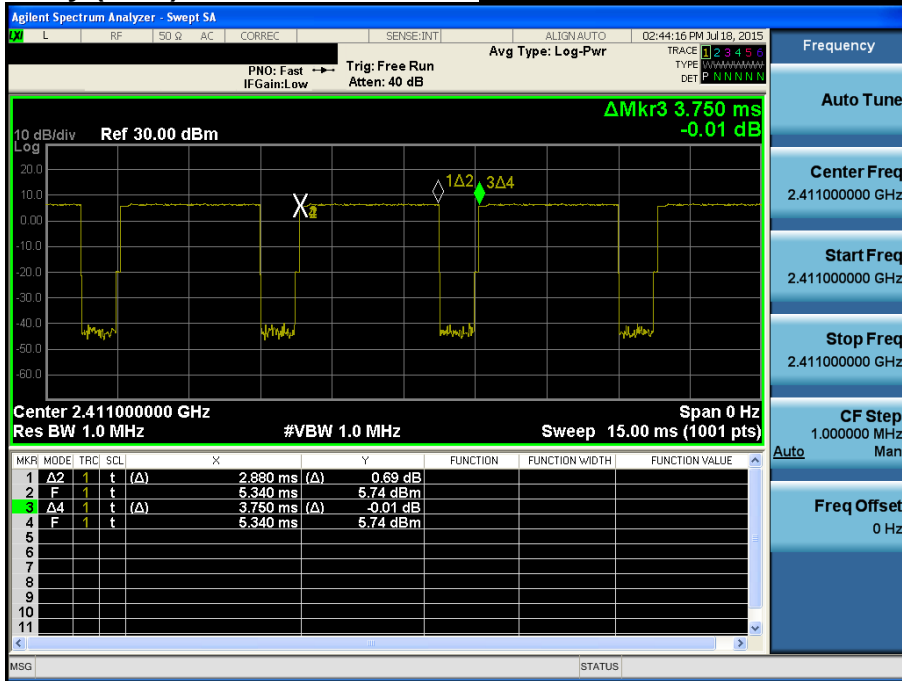 Agilent Spectrum Analyzer - Swept SA
LXI L RF 50 Ω AC CORREC SENSE:INT ALIGNAUTO 02:44:16 PM Jul 18, 2015
Avg Type: Log-Pwr TRACE 1 2 3 4 5 6
PNO: Fast Trig: Free Run TYPE
IFGain:Low Atten: 40 dB DET P N N N N N
ΔMkr3 3.750 ms
-0.01 dB
10 dB/div Ref 30.00 dBm
Log
20.0
10.0
0.00
-10.0
-20.0
-30.0
-40.0
-50.0
-60.0
1Δ2 3Δ4
X
Center 2.411000000 GHz Span 0 Hz
Res BW 1.0 MHz #VBW 1.0 MHz Sweep 15.00 ms (1001 pts)
MKR MODE TRC SCL X Y FUNCTION FUNCTION WIDTH FUNCTION VALUE
1 Δ2 1 t (Δ) 2.880 ms (Δ) 0.69 dB
2 F 1 t 5.340 ms 5.74 dBm
3 Δ4 1 t (Δ) 3.750 ms (Δ) -0.01 dB
4 F 1 t 5.340 ms 5.74 dBm
5
6
7
8
9
10
11
MSG STATUS
Frequency
Auto Tune
Center Freq
2.411000000 GHz
Start Freq
2.411000000 GHz
Stop Freq
2.411000000 GHz
CF Step
1.000000 MHz
Auto Man
Freq Offset
0 Hz